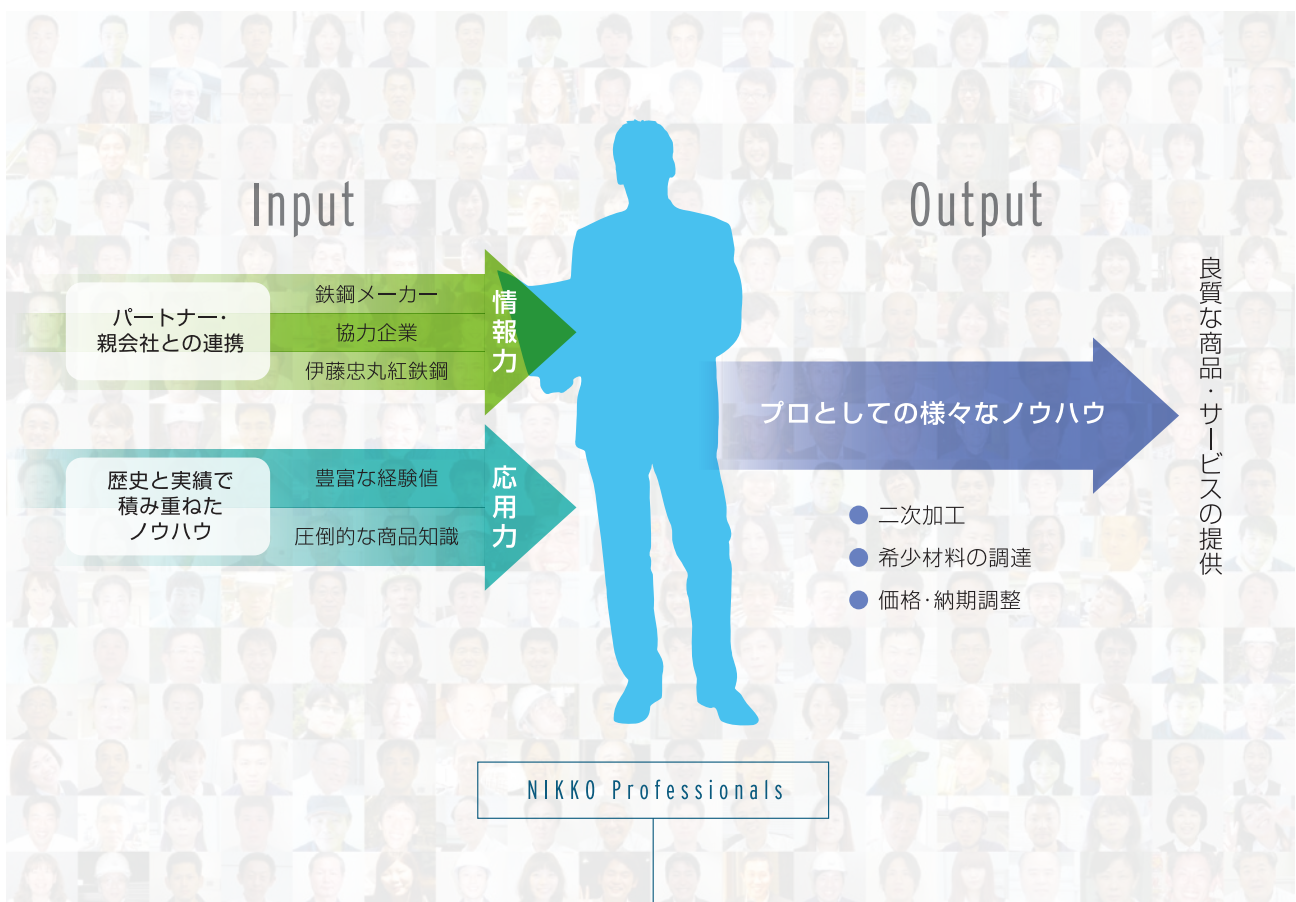 Input
パートナー・
親会社との連携
鉄鋼メーカー
協力企業
伊藤忠丸紅鉄鋼
情報力
歴史と実績で
積み重ねた
ノウハウ
豊富な経験値
圧倒的な商品知識
応用力
Output
プロとしての様々なノウハウ
● 二次加工
● 希少材料の調達
● 価格・納期調整
良質な商品・サービスの提供
NIKKO Professionals